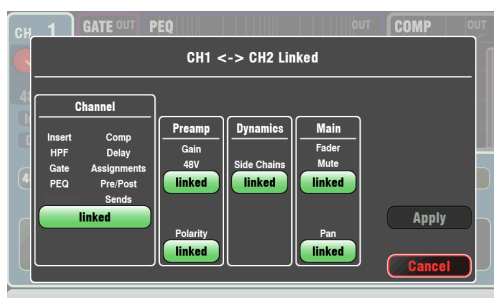 CH 1 GATE OUT PEQ OUT COMP OUT
CH1 <-> CH2 Linked
Channel
Insert Comp
HPF Delay
Gate Assignments
PEQ Pre/Post
Sends
linked
Preamp
Gain
48V
linked
Polarity
linked
Dynamics
Side Chains
linked
Main
Fader
Mute
linked
Pan
linked
Apply
Cancel